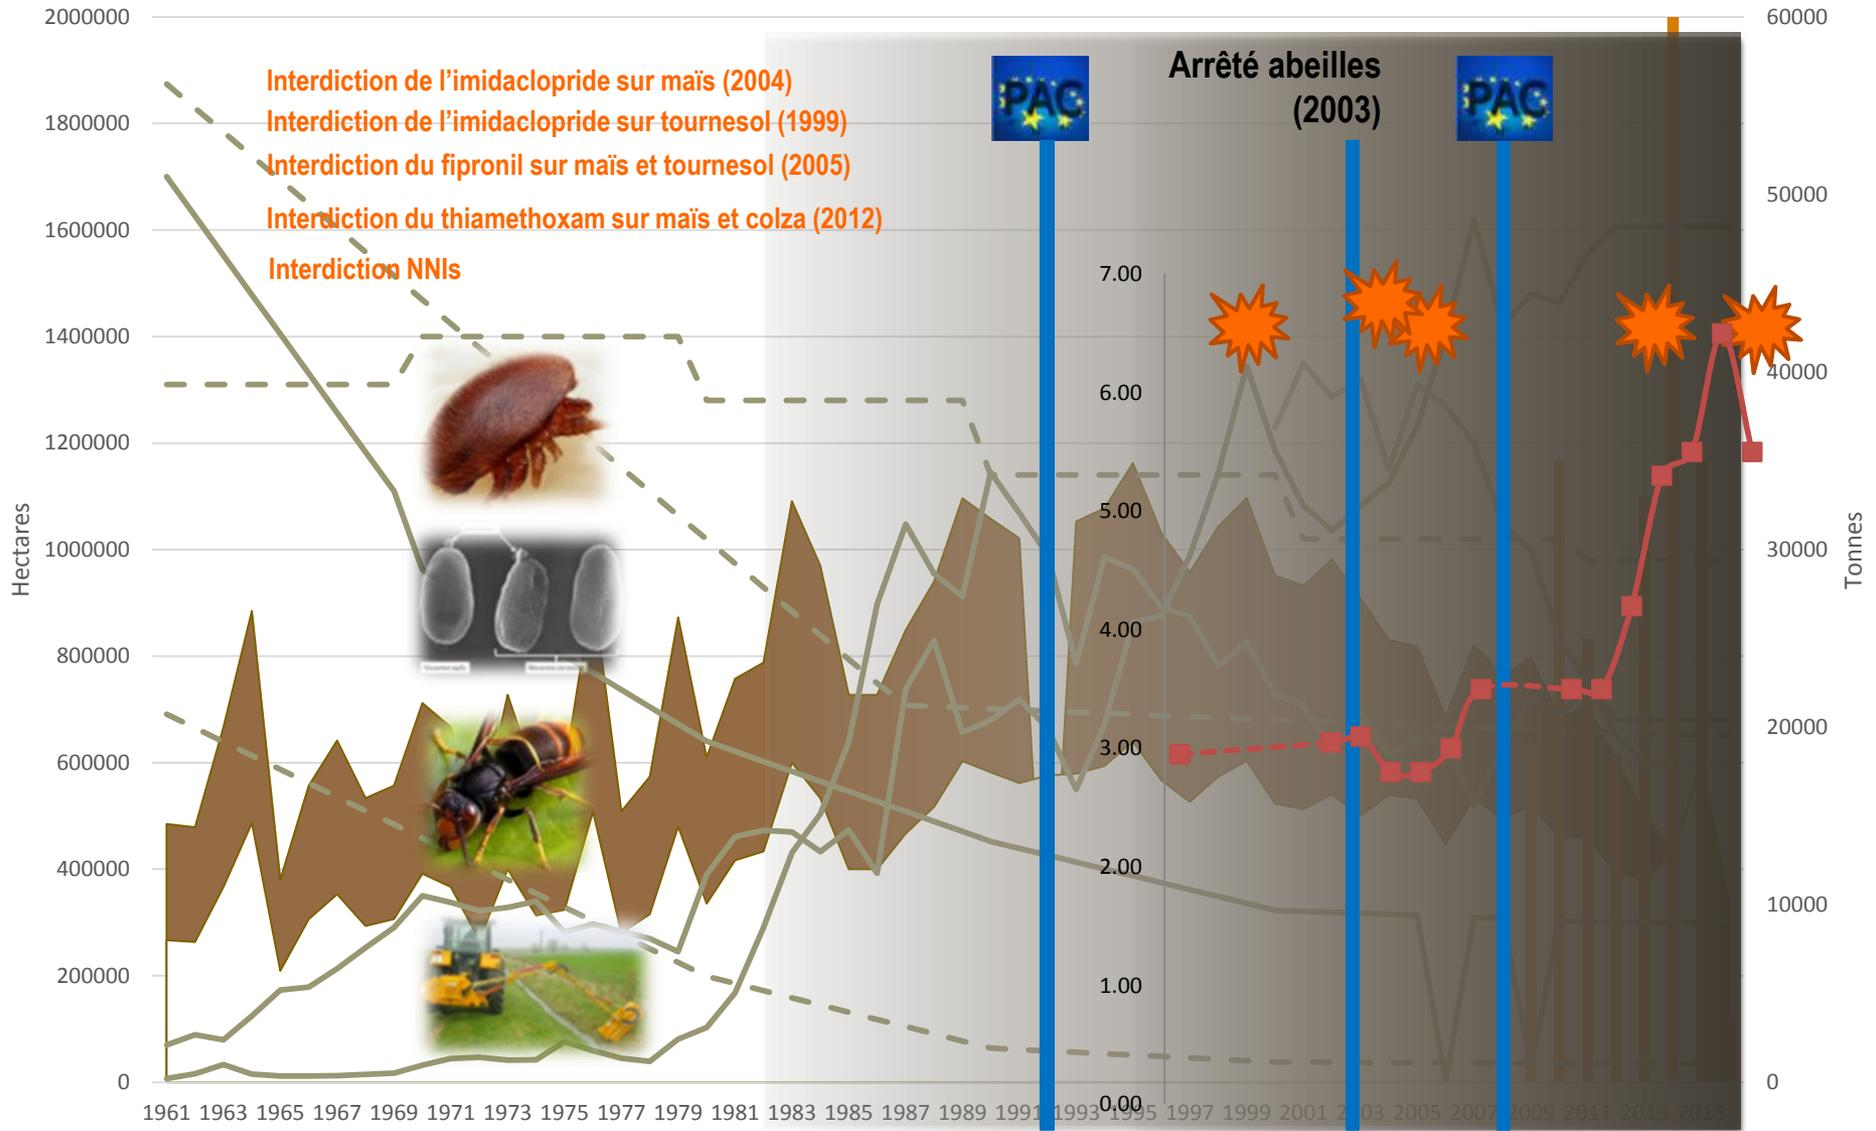 2000000
1800000
1600000
1400000
1200000
1000000
800000
600000
400000
200000
0
Hectares
Interdiction de l’imidaclopride sur maïs (2004)
Interdiction de l’imidaclopride sur tournesol (1999)
Interdiction du fipronil sur maïs et tournesol (2005)
Interdiction du thiamethoxam sur maïs et colza (2012)
Interdiction NNIs
PAC
Arrêté abeilles
(2003)
PAC
7.00
6.00
5.00
4.00
3.00
2.00
1.00
0.00
60000
50000
40000
30000
20000
10000
0
Tonnes
1961 1963 1965 1967 1969 1971 1973 1975 1977 1979 1981 1983 1985 1987 1989 1991 1993 1995 1997 1999 2001 2003 2005 2007 2009 2011 2013 2015